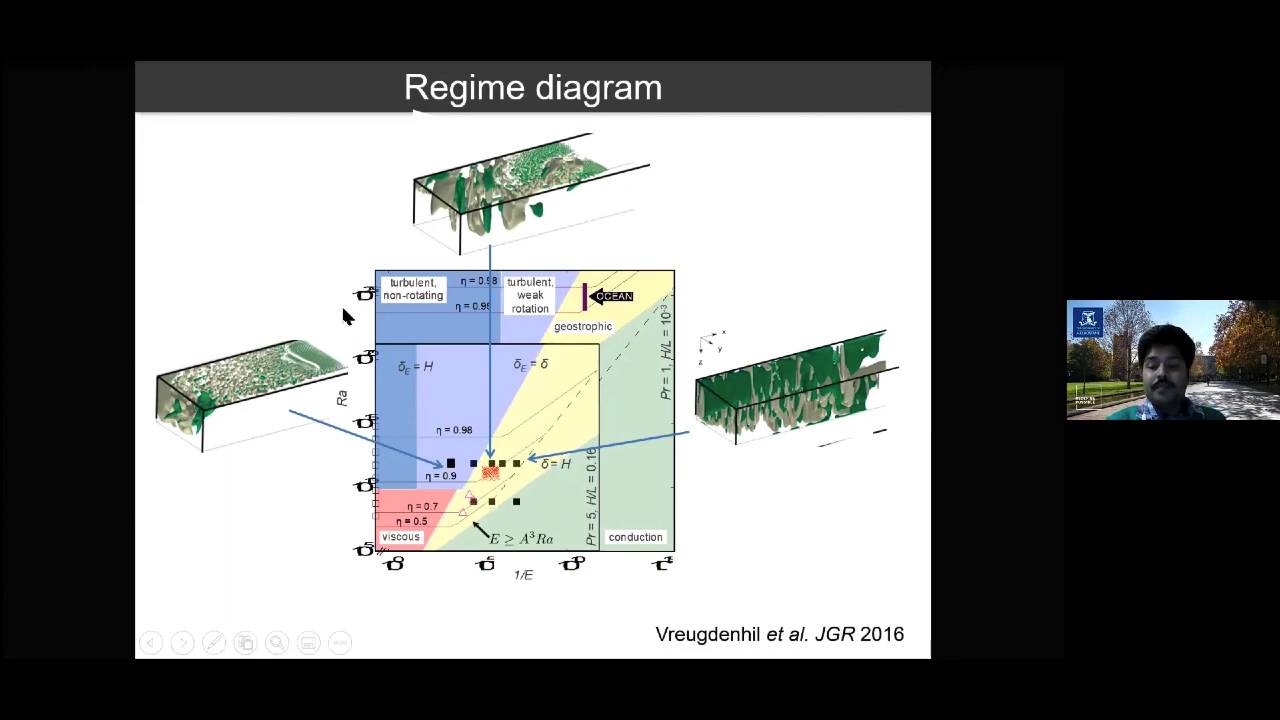 Regime diagram
turbulent,
non-rotating
η = 0.98
turbulent,
weak
rotation
OCEAN
η = 0.95
geostrophic
Pr = 1, H/L = 10⁻³
δE = H
δE = δ
x
y
z
Ra
η = 0.98
δ = H
η = 0.9
Pr = 5, H/L = 0.16
η = 0.7
η = 0.5
viscous
E ≥ A³Ra
conduction
1/E
Vreugdenhil et al. JGR 2016
MELBOURNE